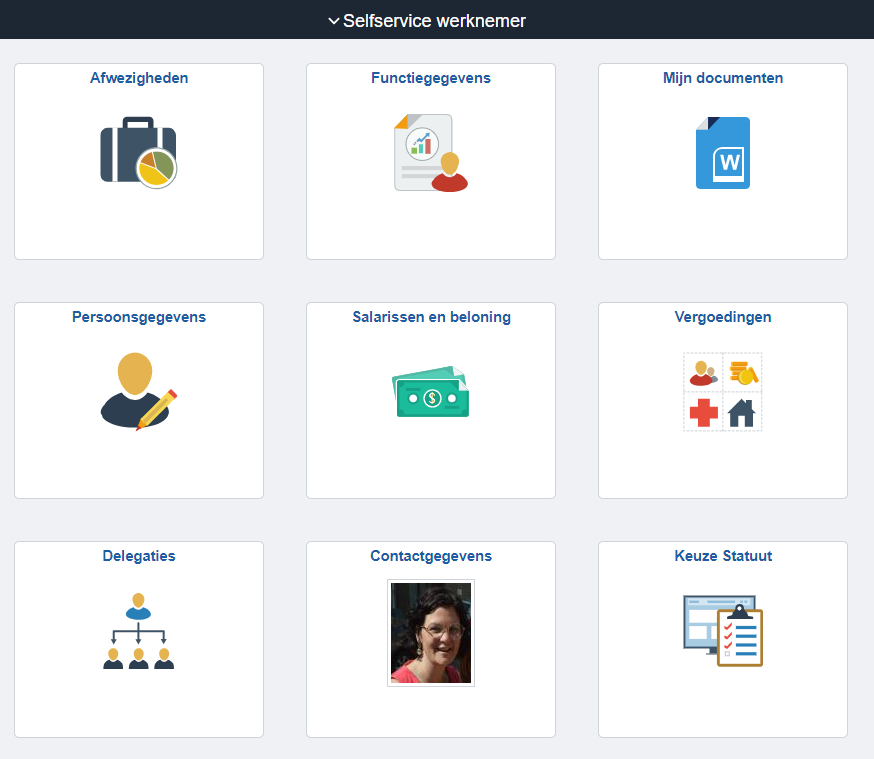 Selfservice werknemer
Afwezigheden
Functiegegevens
Mijn documenten
W
Persoonsgegevens
Salarissen en beloning
$
Vergoedingen
Delegaties
Contactgegevens
Keuze Statuut